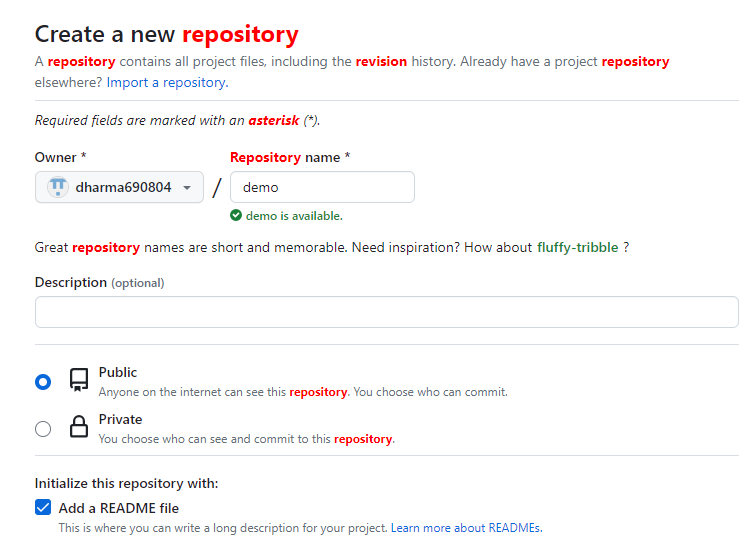 Create a new repository
A repository contains all project files, including the revision history. Already have a project repository
elsewhere? Import a repository.
Required fields are marked with an asterisk (*).
Owner * Repository name *
dharma690804 / demo
demo is available.
Great repository names are short and memorable. Need inspiration? How about fluffy-tribble ?
Description (optional)
Public
Anyone on the internet can see this repository. You choose who can commit.
Private
You choose who can see and commit to this repository.
Initialize this repository with:
Add a README file
This is where you can write a long description for your project. Learn more about READMEs.